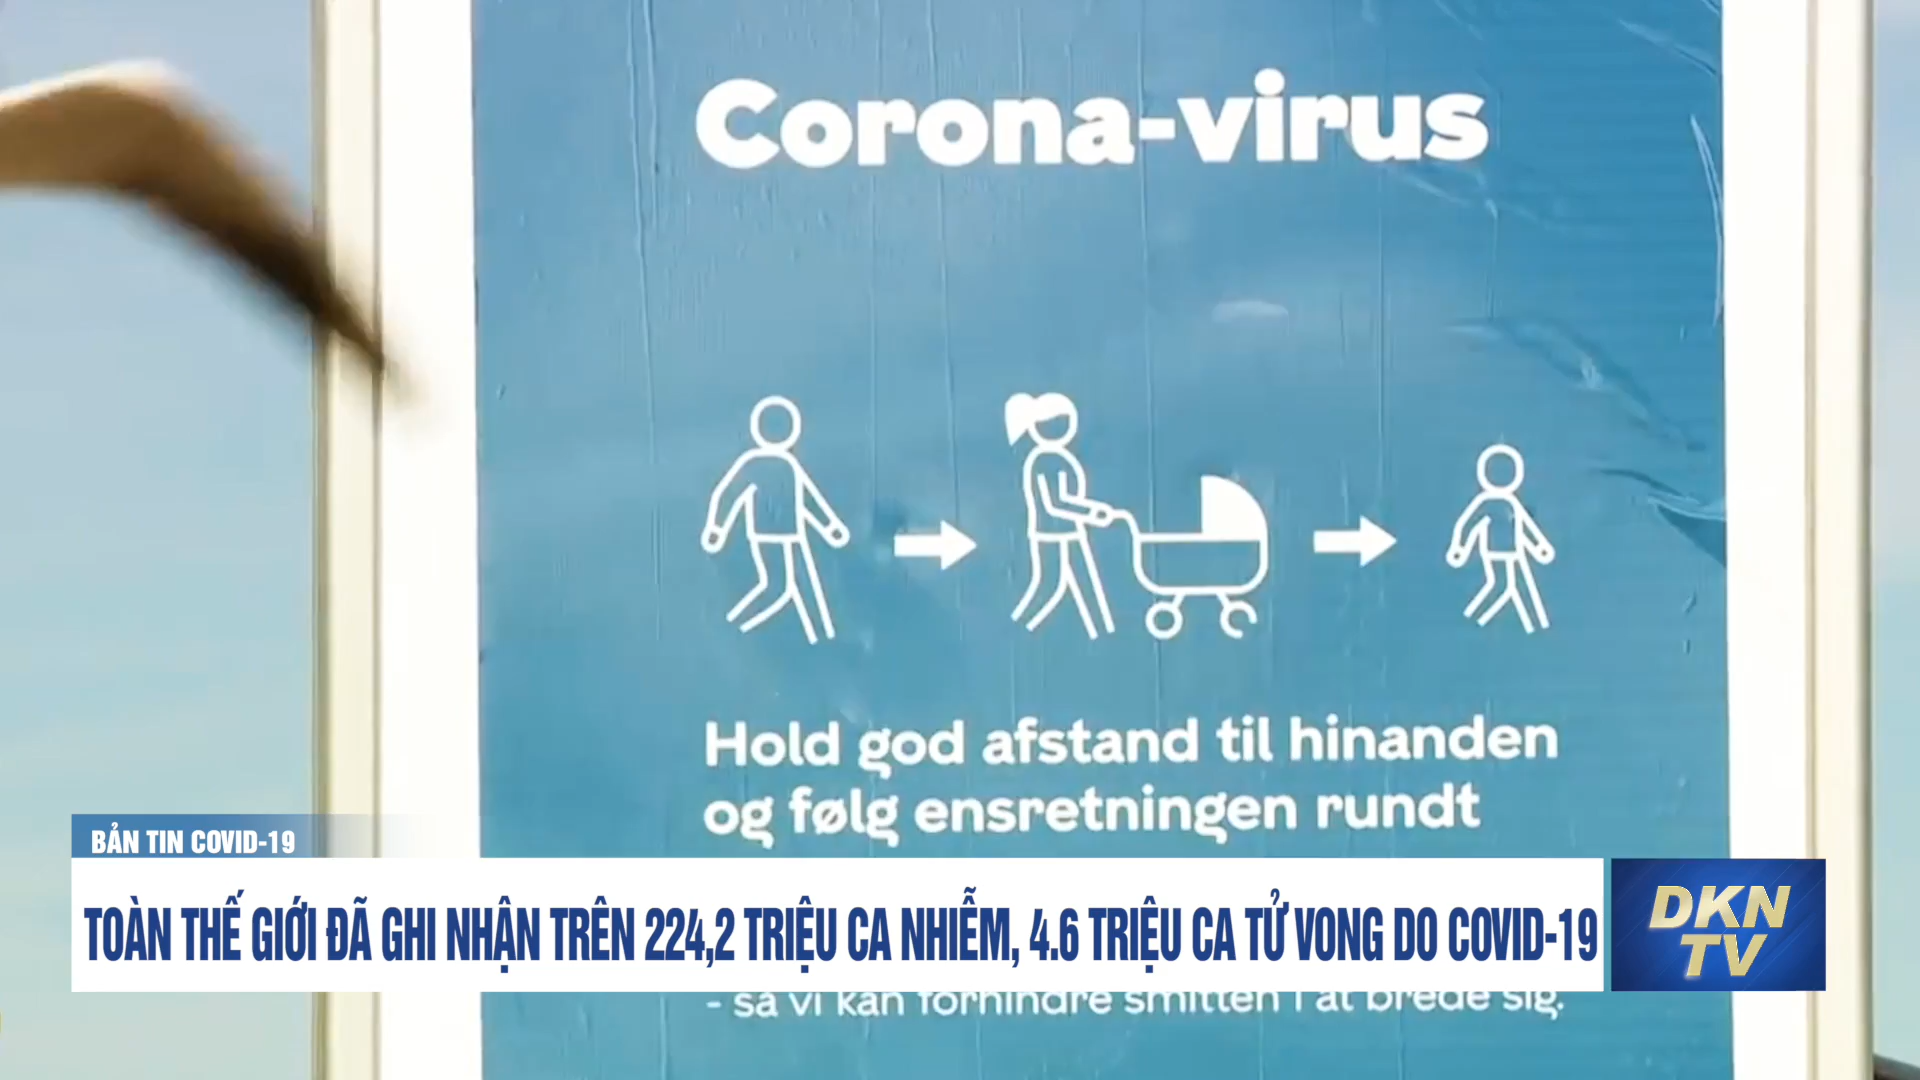 Corona-virus
Hold god afstand til hinanden
og følg ensretningen rundt
BẢN TIN COVID-19
TOÀN THẾ GIỚI ĐÃ GHI NHẬN TRÊN 224,2 TRIỆU CA NHIỄM, 4.6 TRIỆU CA TỬ VONG DO COVID-19
DKN
TV
- så vi kan forhindre smitten i at brede sig.